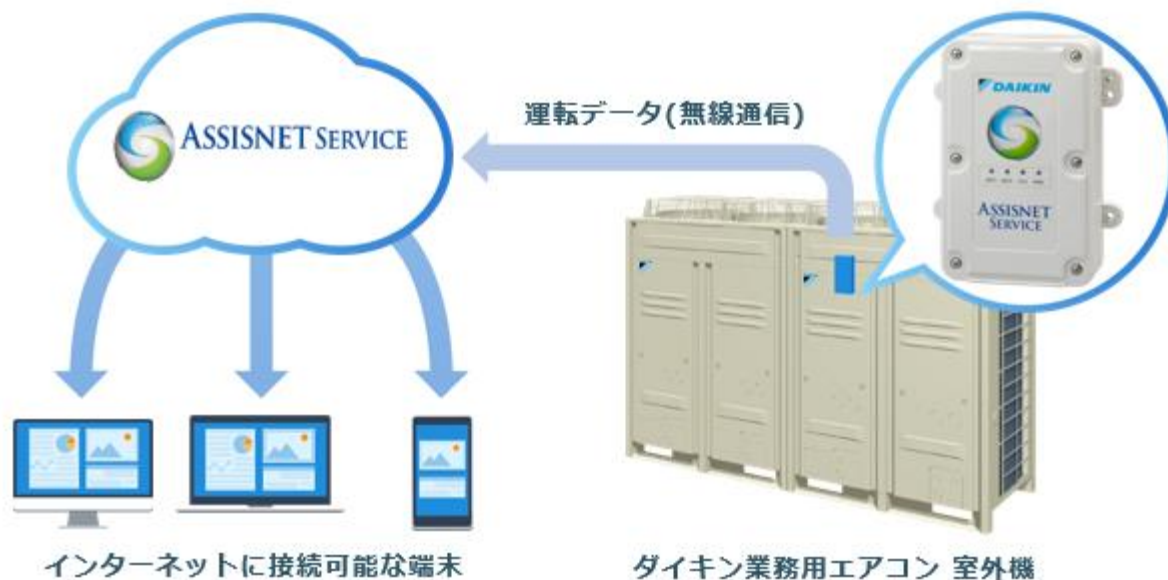 ASSISNET SERVICE
運転データ(無線通信)
DAIKIN
ASSISNET
SERVICE
インターネットに接続可能な端末
ダイキン業務用エアコン 室外機